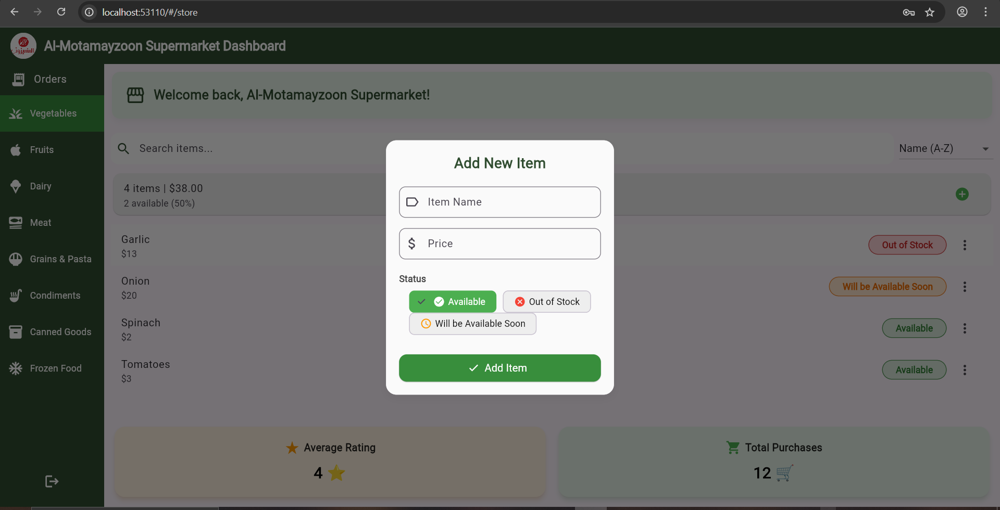 localhost:53110/#/store
المتميزون
Al-Motamayzoon Supermarket Dashboard
Orders
Vegetables
Fruits
Dairy
Meat
Grains & Pasta
Condiments
Canned Goods
Frozen Food
Welcome back, Al-Motamayzoon Supermarket!
Search items...
Name (A-Z)
4 items | $38.00
2 available (50%)
Garlic
$13
Out of Stock
Onion
$20
Will be Available Soon
Spinach
$2
Available
Tomatoes
$3
Available
Add New Item
Item Name
$ Price
Status
Available
Out of Stock
Will be Available Soon
Add Item
Average Rating
4
Total Purchases
12